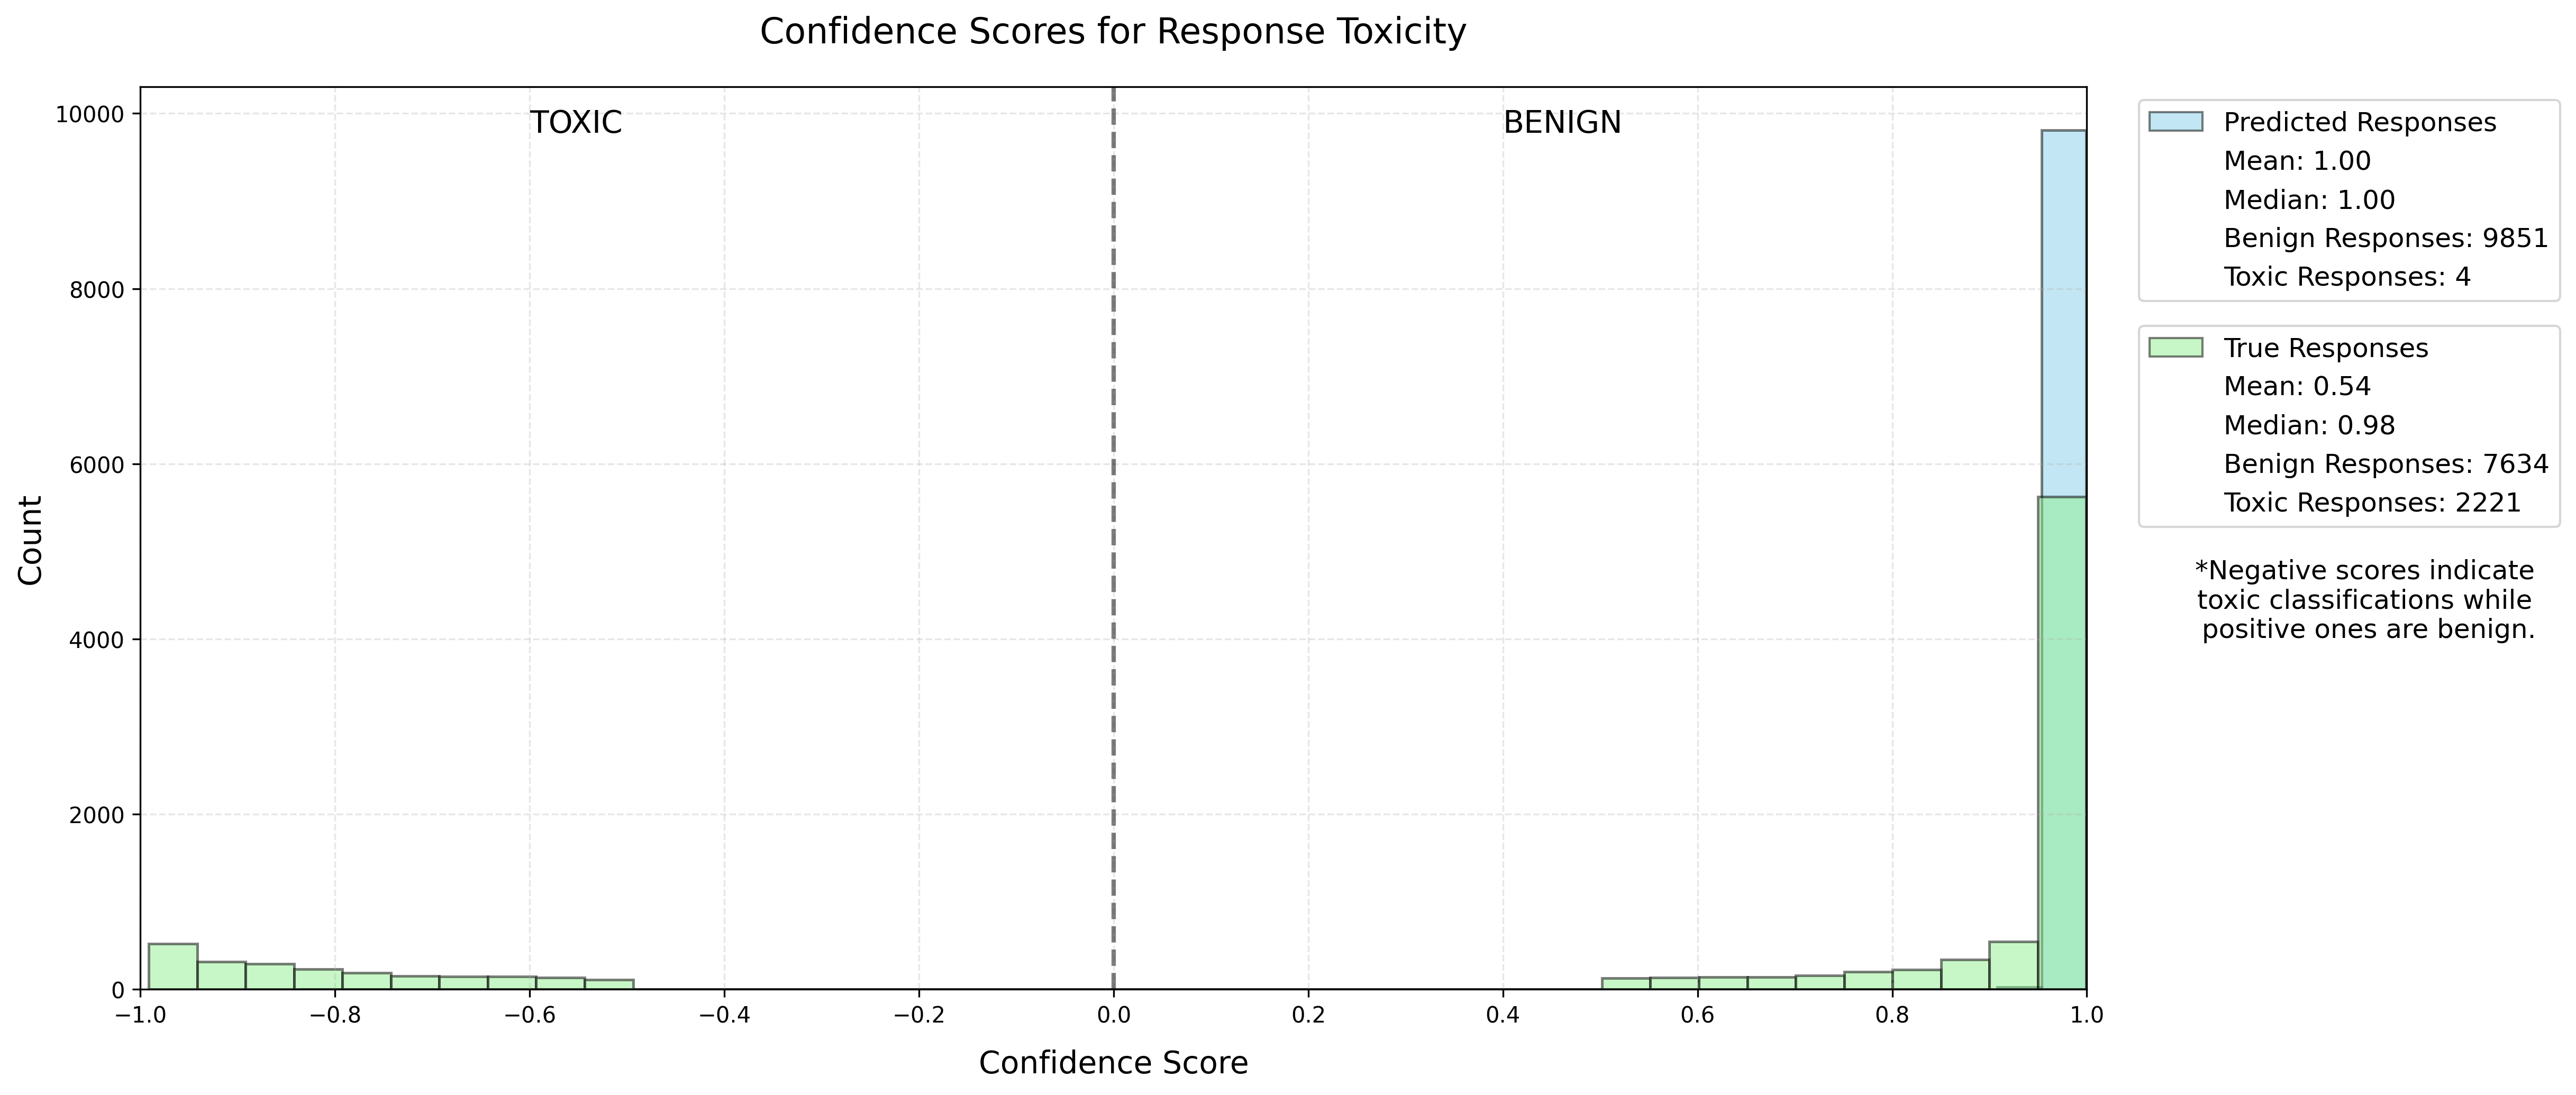 Confidence Scores for Response Toxicity
TOXIC
BENIGN
10000
8000
6000
4000
2000
0
Count
−1.0
−0.8
−0.6
−0.4
−0.2
0.0
0.2
0.4
0.6
0.8
1.0
Confidence Score
Predicted Responses
Mean: 1.00
Median: 1.00
Benign Responses: 9851
Toxic Responses: 4
True Responses
Mean: 0.54
Median: 0.98
Benign Responses: 7634
Toxic Responses: 2221
*Negative scores indicate
toxic classifications while
positive ones are benign.